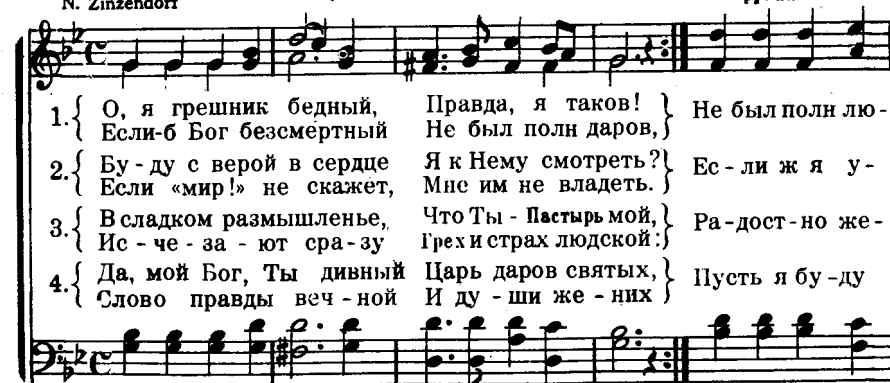 N. Zinzendorf
1. О, я грешник бедный, Правда, я таков! Не был полн лю-
Если-б Бог безсмертный Не был полн даров,
2. Бу - ду с верой в сердце Я к Нему смотреть? Ес - ли ж я у-
Если «мир!» не скажет, Мне им не владеть.
3. В сладком размышленье, Что Ты - Пастырь мой, Ра-дост-но же-
Ис - че - за - ют сра-зу Грех и страх людской:
4. Да, мой Бог, Ты дивный Царь даров святых, Пусть я бу-ду
Слово правды веч - ной И ду - ши же - них